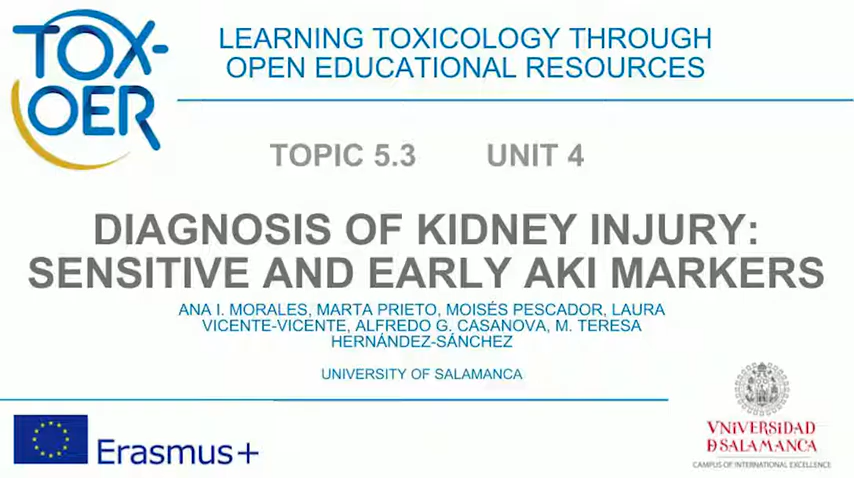 TOX-
OER
LEARNING TOXICOLOGY THROUGH
OPEN EDUCATIONAL RESOURCES
TOPIC 5.3 UNIT 4
DIAGNOSIS OF KIDNEY INJURY:
SENSITIVE AND EARLY AKI MARKERS
ANA I. MORALES, MARTA PRIETO, MOISÉS PESCADOR, LAURA
VICENTE-VICENTE, ALFREDO G. CASANOVA, M. TERESA
HERNÁNDEZ-SÁNCHEZ
UNIVERSITY OF SALAMANCA
Erasmus+
VNiVERSiDAD
D SALAMANCA
CAMPUS OF INTERNATIONAL EXCELLENCE